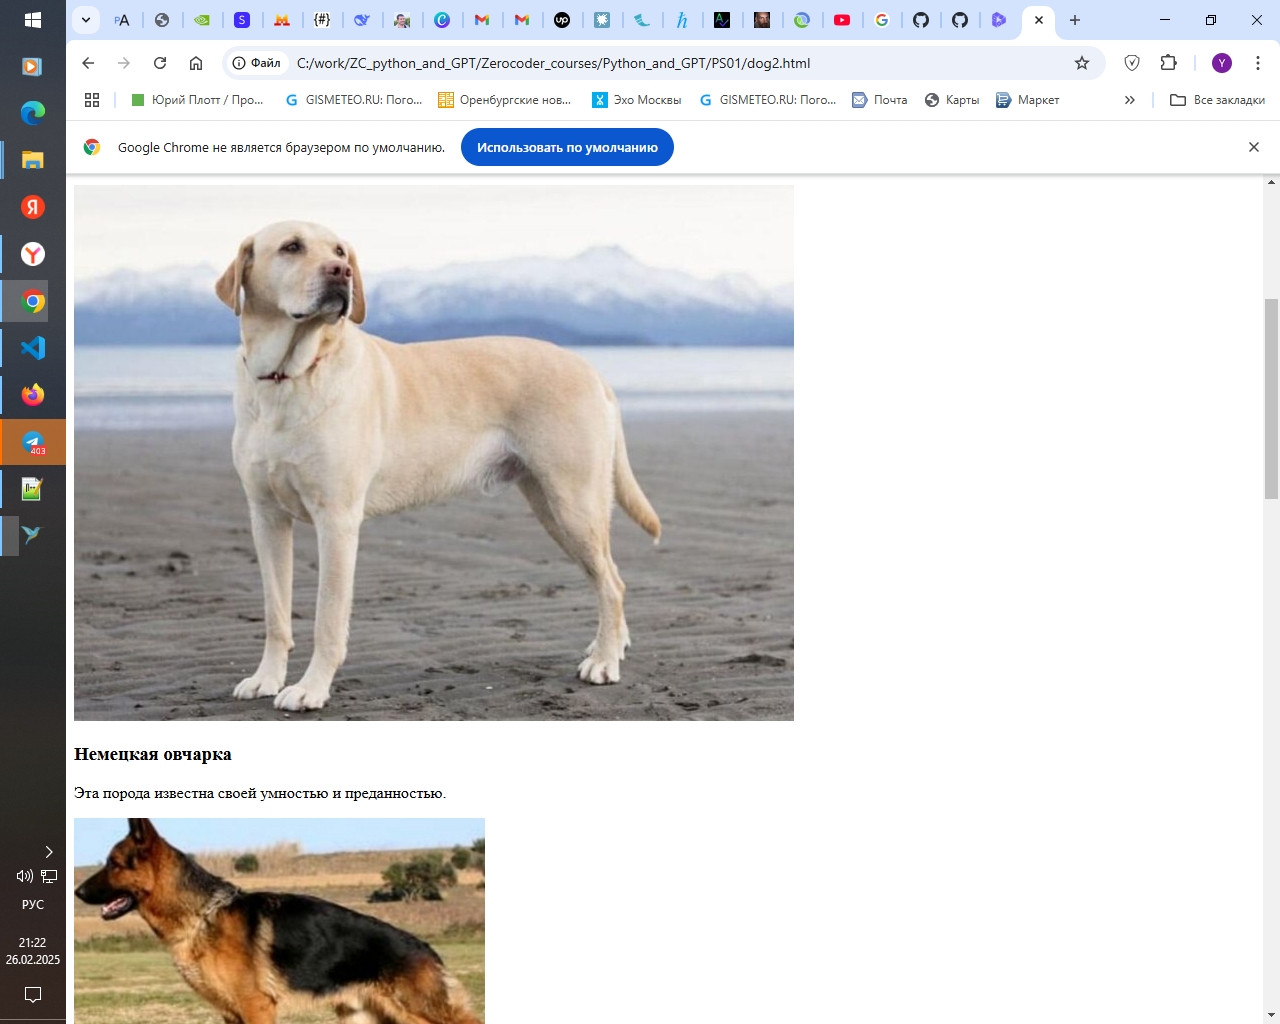 PA
S
{#}
C
up
h
A
G
Файл
C:/work/ZC_python_and_GPT/Zerocoder_courses/Python_and_GPT/PS01/dog2.html
Y
Юрий Плотт / Про...
G GISMETEO.RU: Пого...
Оренбургские нов...
Эхо Москвы
G GISMETEO.RU: Пого...
Почта
Карты
Маркет
Все закладки
Google Chrome не является браузером по умолчанию.
Использовать по умолчанию
Немецкая овчарка
Эта порода известна своей умностью и преданностью.
Я
Y
403
РУС
21:22
26.02.2025